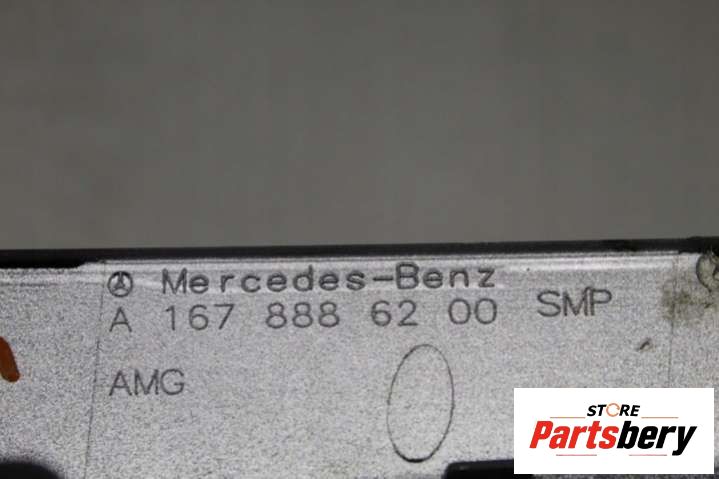 Mercedes-Benz
A 167 888 62 00 SMP
AMG
STORE
Partsbery